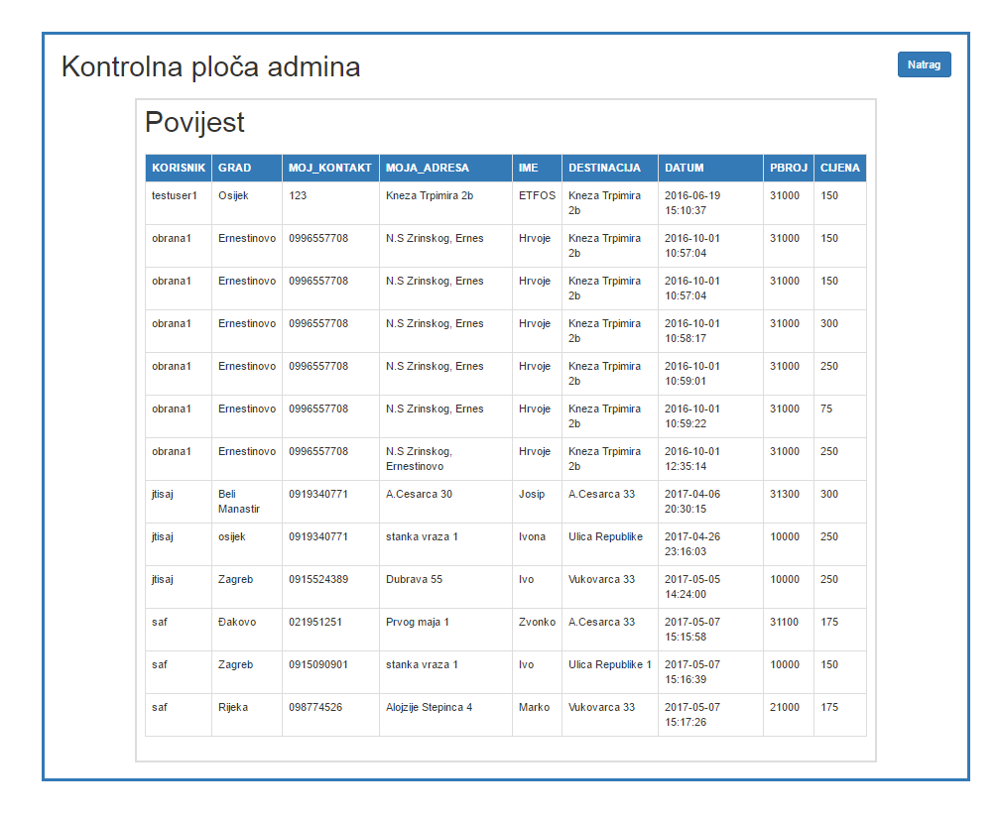 Kontrolna ploča admina
Natrag
Povijest
KORISNIK GRAD MOJ_KONTAKT MOJA_ADRESA IME DESTINACIJA DATUM PBROJ CIJENA
testuser1 Osijek 123 Kneza Trpimira 2b ETFOS Kneza Trpimira 2016-06-19 31000 150
2b 15:10:37
obrana1 Ernestinovo 0996557708 N.S Zrinskog, Ernes Hrvoje Kneza Trpimira 2016-10-01 31000 150
2b 10:57:04
obrana1 Ernestinovo 0996557708 N.S Zrinskog, Ernes Hrvoje Kneza Trpimira 2016-10-01 31000 150
2b 10:57:04
obrana1 Ernestinovo 0996557708 N.S Zrinskog, Ernes Hrvoje Kneza Trpimira 2016-10-01 31000 300
2b 10:58:17
obrana1 Ernestinovo 0996557708 N.S Zrinskog, Ernes Hrvoje Kneza Trpimira 2016-10-01 31000 250
2b 10:59:01
obrana1 Ernestinovo 0996557708 N.S Zrinskog, Ernes Hrvoje Kneza Trpimira 2016-10-01 31000 75
2b 10:59:22
obrana1 Ernestinovo 0996557708 N.S Zrinskog, Hrvoje Kneza Trpimira 2016-10-01 31000 250
Ernestinovo 2b 12:35:14
jtisaj Beli 0919340771 A.Cesarca 30 Josip A.Cesarca 33 2017-04-06 31300 300
Manastir 20:30:15
jtisaj osijek 0919340771 stanka vraza 1 Ivona Ulica Republike 2017-04-26 10000 250
23:16:03
jtisaj Zagreb 0915524389 Dubrava 55 Ivo Vukovarca 33 2017-05-05 10000 250
14:24:00
saf Đakovo 021951251 Prvog maja 1 Zvonko A.Cesarca 33 2017-05-07 31100 175
15:15:58
saf Zagreb 0915090901 stanka vraza 1 Ivo Ulica Republike 1 2017-05-07 10000 150
15:16:39
saf Rijeka 098774526 Alojzije Stepinca 4 Marko Vukovarca 33 2017-05-07 21000 175
15:17:26